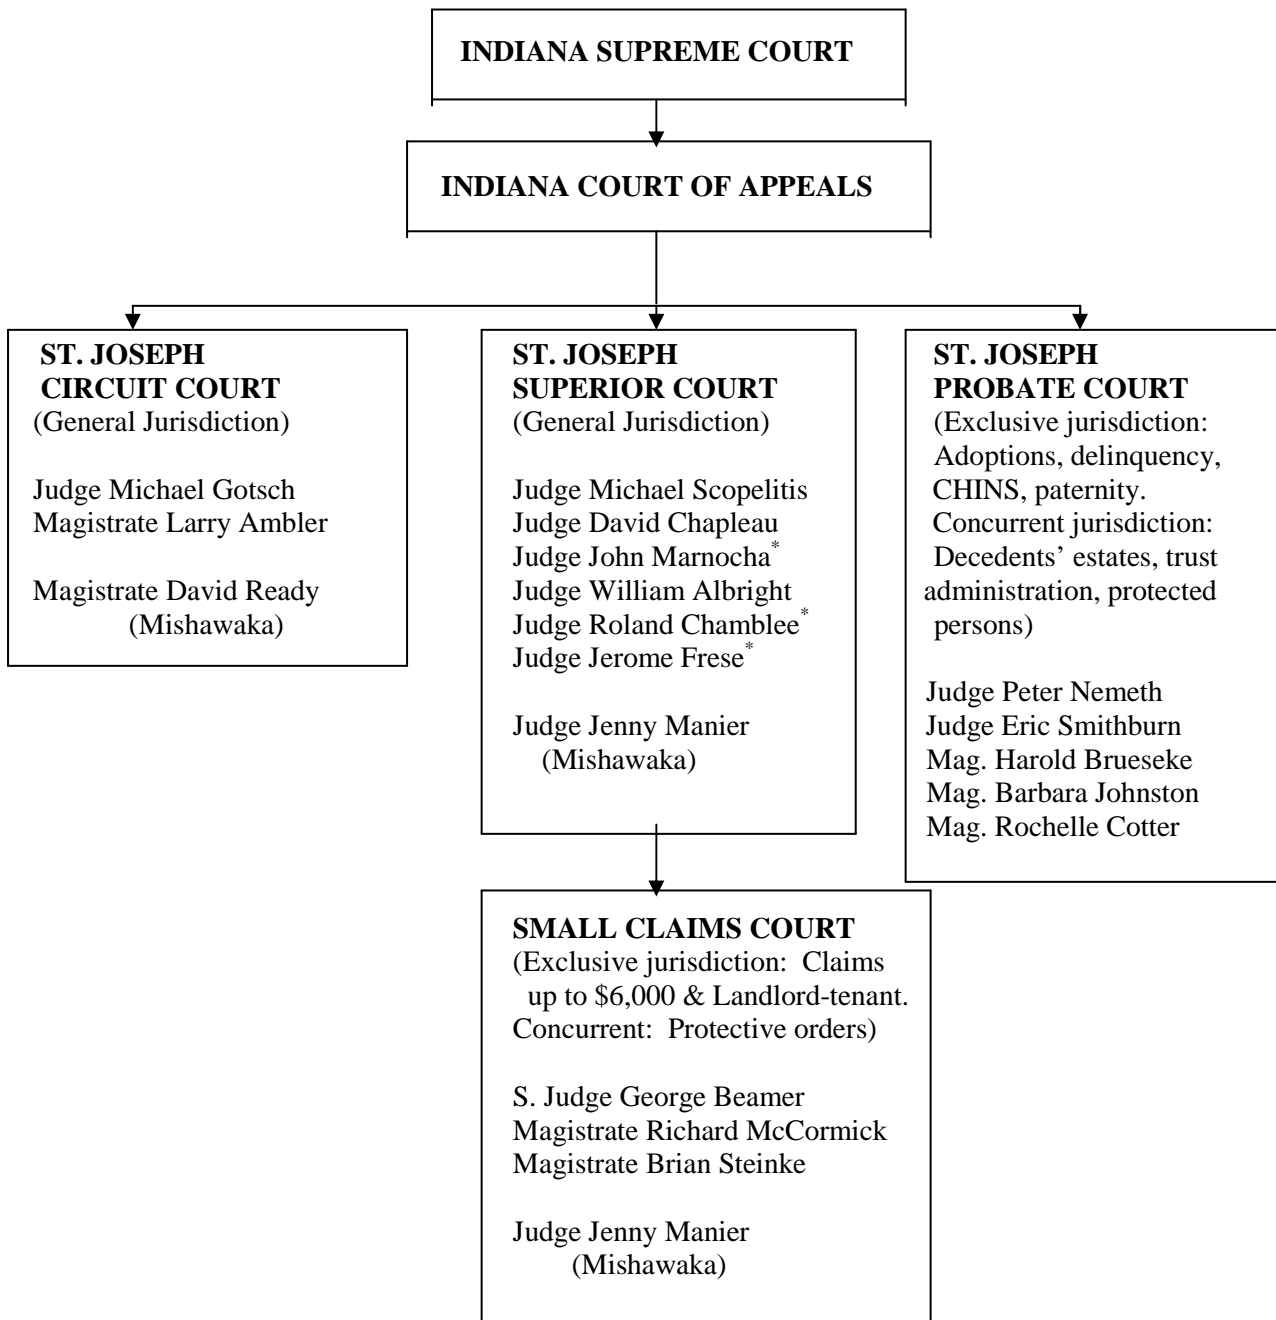 INDIANA SUPREME COURT
INDIANA COURT OF APPEALS
ST. JOSEPH
CIRCUIT COURT
(General Jurisdiction)
Judge Michael Gotsch
Magistrate Larry Ambler
Magistrate David Ready
(Mishawaka)
ST. JOSEPH
SUPERIOR COURT
(General Jurisdiction)
Judge Michael Scopelitis
Judge David Chapleau
Judge John Marnocha*
Judge William Albright
Judge Roland Chamblee*
Judge Jerome Frese*
Judge Jenny Manier
(Mishawaka)
ST. JOSEPH
PROBATE COURT
(Exclusive jurisdiction:
Adoptions, delinquency,
CHINS, paternity.
Concurrent jurisdiction:
Decedents’ estates, trust
administration, protected
persons)
Judge Peter Nemeth
Judge Eric Smithburn
Mag. Harold Brueseke
Mag. Barbara Johnston
Mag. Rochelle Cotter
SMALL CLAIMS COURT
(Exclusive jurisdiction: Claims
up to $6,000 & Landlord-tenant.
Concurrent: Protective orders)
S. Judge George Beamer
Magistrate Richard McCormick
Magistrate Brian Steinke
Judge Jenny Manier
(Mishawaka)